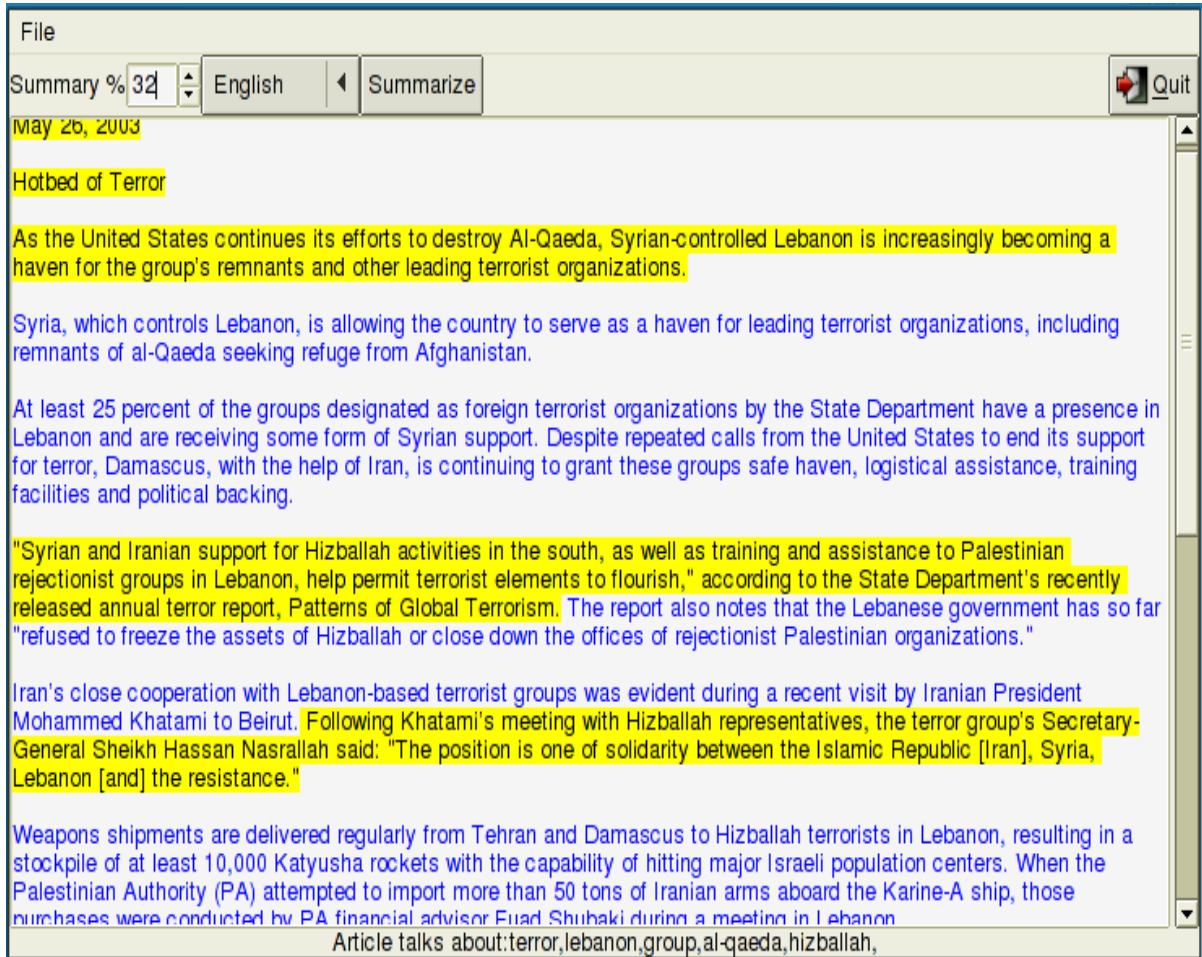 File
Summary % 32 English Summarize Quit
May 26, 2003
Hotbed of Terror
As the United States continues its efforts to destroy Al-Qaeda, Syrian-controlled Lebanon is increasingly becoming a
haven for the group's remnants and other leading terrorist organizations.
Syria, which controls Lebanon, is allowing the country to serve as a haven for leading terrorist organizations, including
remnants of al-Qaeda seeking refuge from Afghanistan.
At least 25 percent of the groups designated as foreign terrorist organizations by the State Department have a presence in
Lebanon and are receiving some form of Syrian support. Despite repeated calls from the United States to end its support
for terror, Damascus, with the help of Iran, is continuing to grant these groups safe haven, logistical assistance, training
facilities and political backing.
"Syrian and Iranian support for Hizballah activities in the south, as well as training and assistance to Palestinian
rejectionist groups in Lebanon, help permit terrorist elements to flourish," according to the State Department's recently
released annual terror report, Patterns of Global Terrorism. The report also notes that the Lebanese government has so far
"refused to freeze the assets of Hizballah or close down the offices of rejectionist Palestinian organizations."
Iran's close cooperation with Lebanon-based terrorist groups was evident during a recent visit by Iranian President
Mohammed Khatami to Beirut. Following Khatami's meeting with Hizballah representatives, the terror group's Secretary-
General Sheikh Hassan Nasrallah said: "The position is one of solidarity between the Islamic Republic [Iran], Syria,
Lebanon [and] the resistance."
Weapons shipments are delivered regularly from Tehran and Damascus to Hizballah terrorists in Lebanon, resulting in a
stockpile of at least 10,000 Katyusha rockets with the capability of hitting major Israeli population centers. When the
Palestinian Authority (PA) attempted to import more than 50 tons of Iranian arms aboard the Karine-A ship, those
purchases were conducted by PA financial advisor Fuad Shubaki during a meeting in Lebanon
Article talks about:terror,lebanon,group,al-qaeda,hizballah,